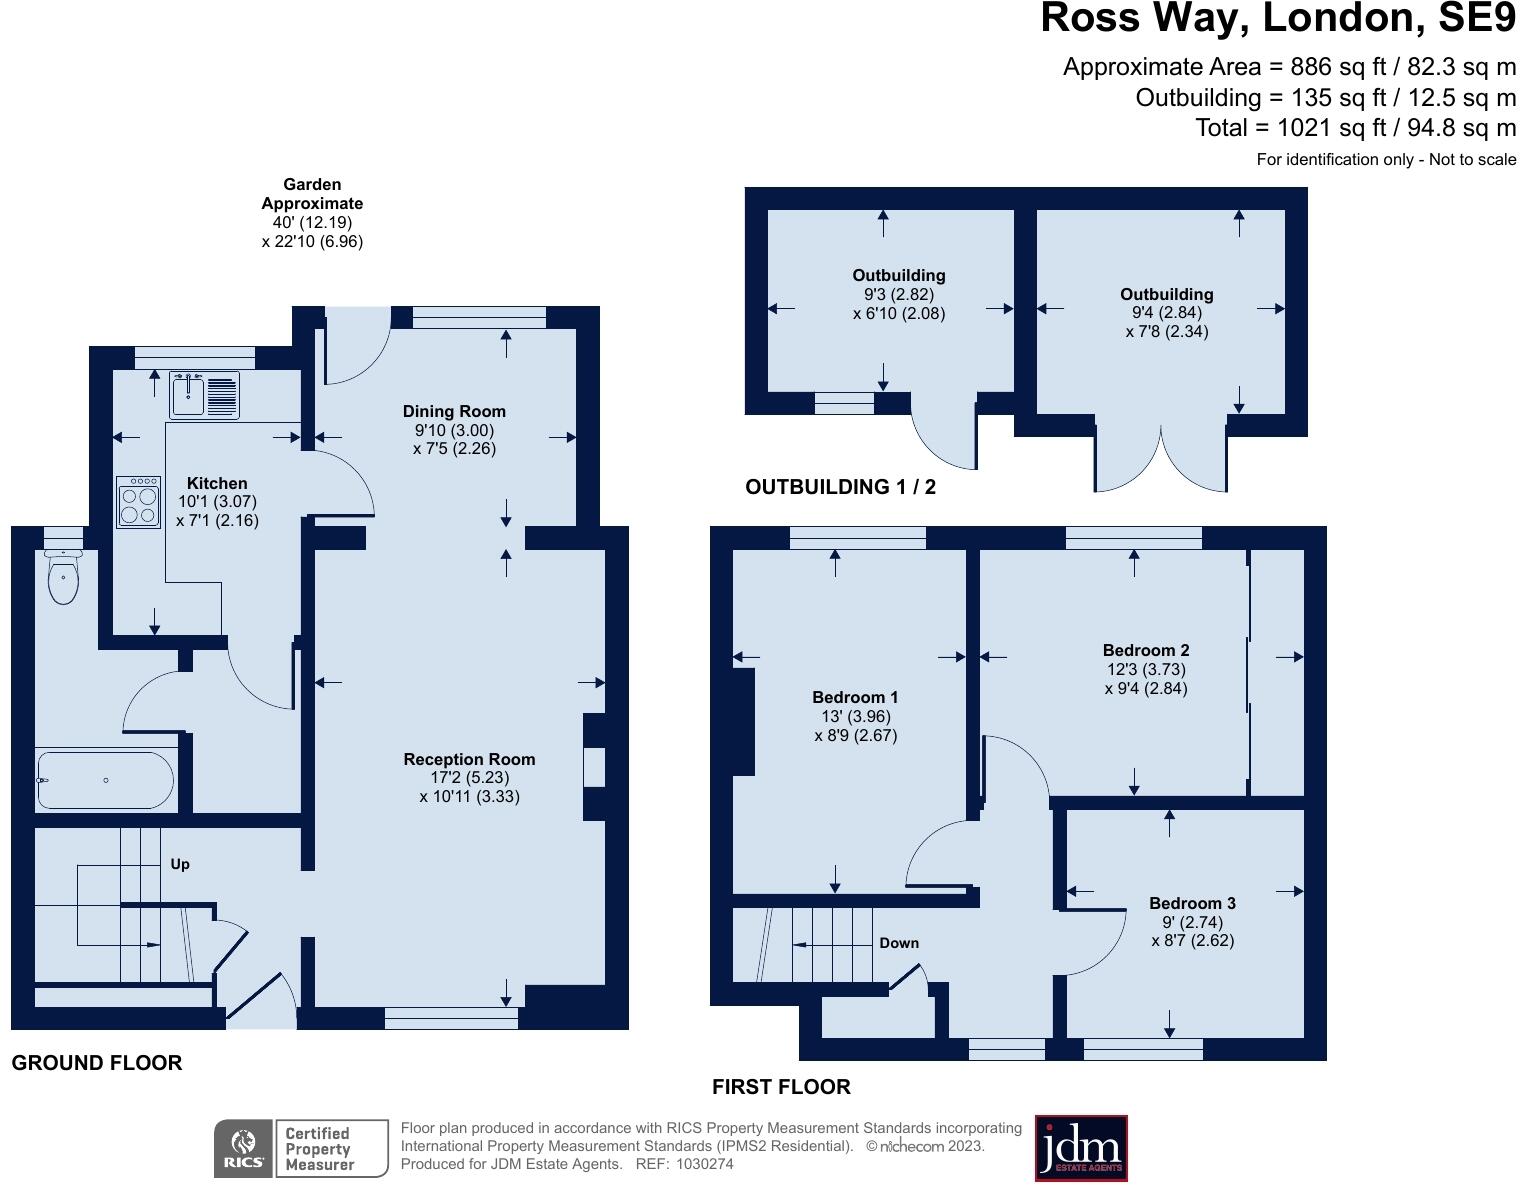 Ross Way, London, SE9
Approximate Area = 886 sq ft / 82.3 sq m
Outbuilding = 135 sq ft / 12.5 sq m
Total = 1021 sq ft / 94.8 sq m
For identification only - Not to scale
Garden
Approximate
40' (12.19)
x 22'10 (6.96)
Outbuilding
9'3 (2.82)
x 6'10 (2.08)
Outbuilding
9'4 (2.84)
x 7'8 (2.34)
OUTBUILDING 1 / 2
Dining Room
9'10 (3.00)
x 7'5 (2.26)
Kitchen
10'1 (3.07)
x 7'1 (2.16)
Reception Room
17'2 (5.23)
x 10'11 (3.33)
Up
GROUND FLOOR
Bedroom 1
13' (3.96)
x 8'9 (2.67)
Bedroom 2
12'3 (3.73)
x 9'4 (2.84)
Bedroom 3
9' (2.74)
x 8'7 (2.62)
Down
FIRST FLOOR
RICS
Certified
Property
Measurer
Floor plan produced in accordance with RICS Property Measurement Standards incorporating
International Property Measurement Standards (IPMS2 Residential). © nichecom 2023.
Produced for JDM Estate Agents. REF: 1030274
jdm
ESTATE AGENTS